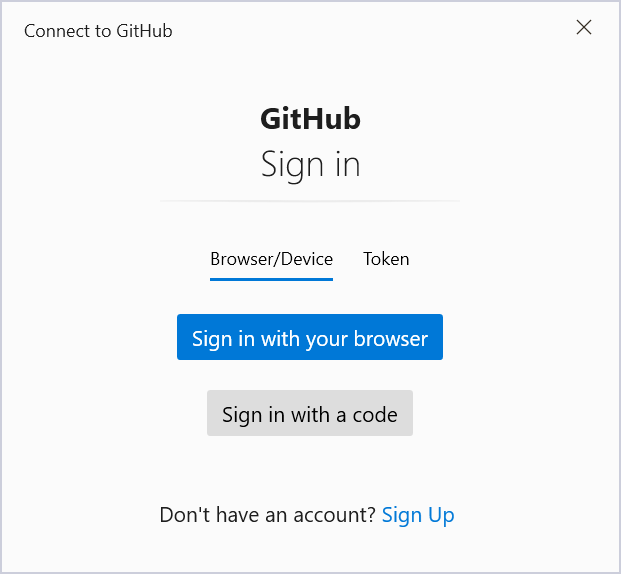 Connect to GitHub
GitHub
Sign in
Browser/Device Token
Sign in with your browser
Sign in with a code
Don't have an account? Sign Up